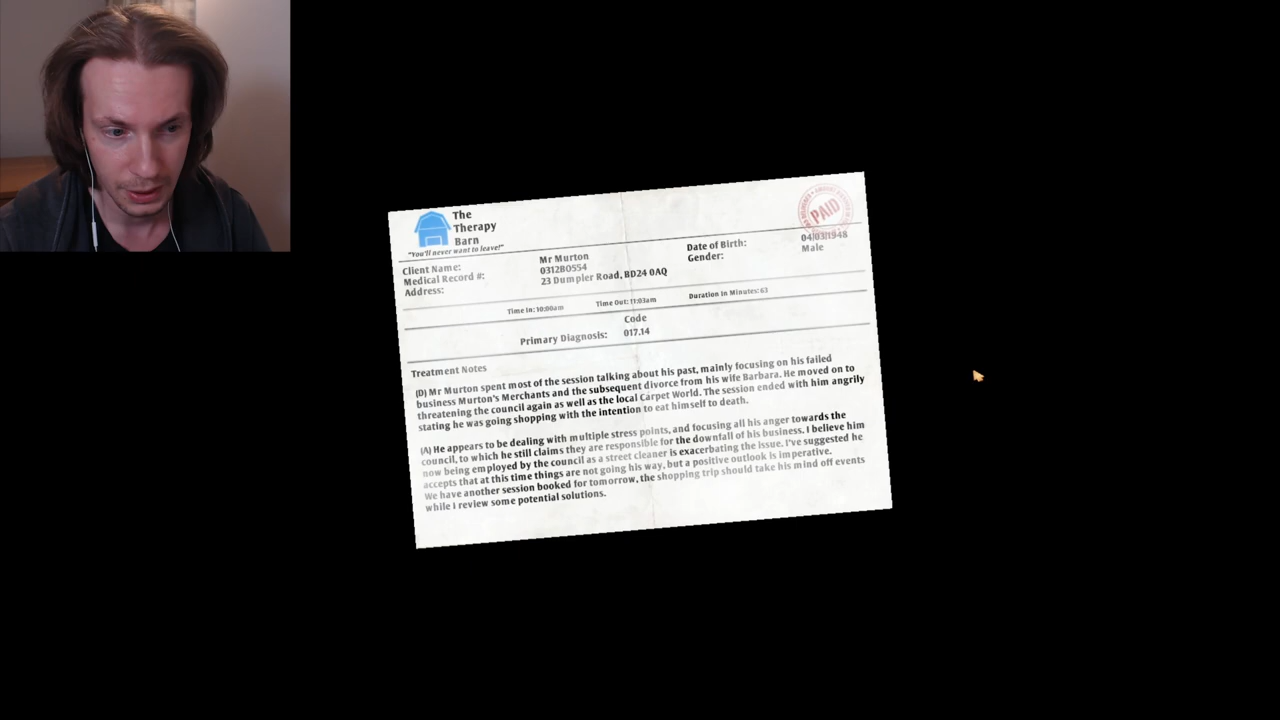 The
Therapy
Barn
"You'll never want to leave!"
PAID
Client Name: Mr Murton Date of Birth: 04/03/1948
Medical Record #: 0312B0554 Gender: Male
Address: 23 Dumpler Road, BD24 0AQ
Time In: 10:00am Time Out: 11:03am Duration in Minutes: 63
Code
Primary Diagnosis: 017.14
Treatment Notes
(D) Mr Murton spent most of the session talking about his past, mainly focusing on his failed
business Murton's Merchants and the subsequent divorce from his wife Barbara. He moved on to
threatening the council again as well as the local Carpet World. The session ended with him angrily
stating he was going shopping with the intention to eat himself to death.
(A) He appears to be dealing with multiple stress points, and focusing all his anger towards the
council, to which he still claims they are responsible for the downfall of his business. I believe him
now being employed by the council as a street cleaner is exacerbating the issue. I've suggested he
accepts that at this time things are not going his way, but a positive outlook is imperative.
We have another session booked for tomorrow, the shopping trip should take his mind off events
while I review some potential solutions.